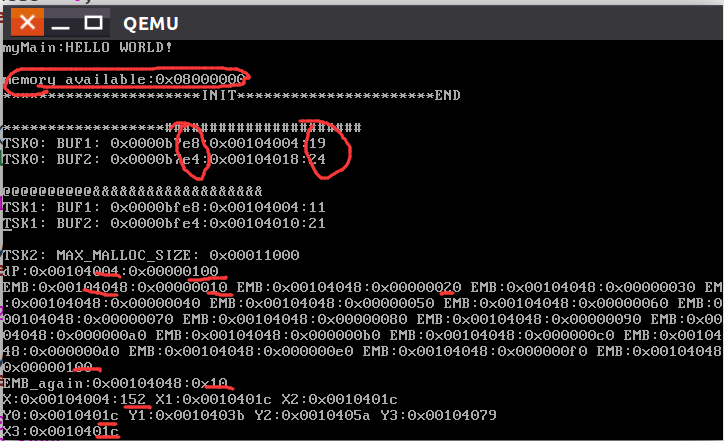 QEMU
myMain:HELLO WORLD!
memory available:0x08000000
**********************INIT**********************END
******************######################
TSK0: BUF1: 0x0000b7e8:0x00104004:19
TSK0: BUF2: 0x0000b7e4:0x00104018:24
@@@@@@@@@@&&&&&&&&&&&&&&&&&&&
TSK1: BUF1: 0x0000bfe8:0x00104004:11
TSK1: BUF2: 0x0000bfe4:0x00104010:21
TSK2: MAX_MALLOC_SIZE: 0x00011000
dP:0x00104004:0x00000100
EMB:0x00104048:0x00000010 EMB:0x00104048:0x00000020 EMB:0x00104048:0x00000030 EM
:0x00104048:0x00000040 EMB:0x00104048:0x00000050 EMB:0x00104048:0x00000060 EMB:0
00104048:0x00000070 EMB:0x00104048:0x00000080 EMB:0x00104048:0x00000090 EMB:0x00
04048:0x000000a0 EMB:0x00104048:0x000000b0 EMB:0x00104048:0x000000c0 EMB:0x00104
48:0x000000d0 EMB:0x00104048:0x000000e0 EMB:0x00104048:0x000000f0 EMB:0x00104048
0x00000100
EMB_again:0x00104048:0x10
X:0x00104004:152 X1:0x0010401c X2:0x0010401c
Y0:0x0010401c Y1:0x0010403b Y2:0x0010405a Y3:0x00104079
X3:0x0010401c